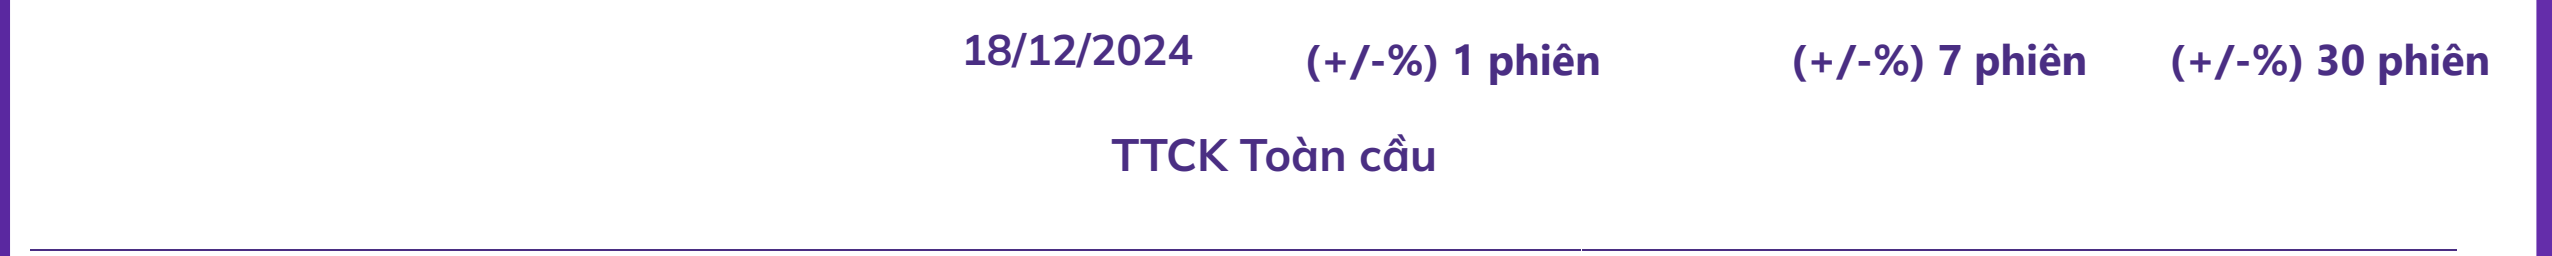 18/12/2024 (+/-%) 1 phiên (+/-%) 7 phiên (+/-%) 30 phiên
TTCK Toàn cầu